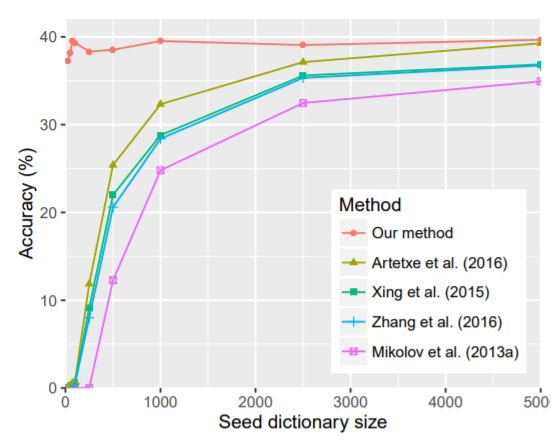 Accuracy (%)
40
30
20
10
0
0 1000 2000 3000 4000 500
Seed dictionary size
Method
Our method
Artetxe et al. (2016)
Xing et al. (2015)
Zhang et al. (2016)
Mikolov et al. (2013a)